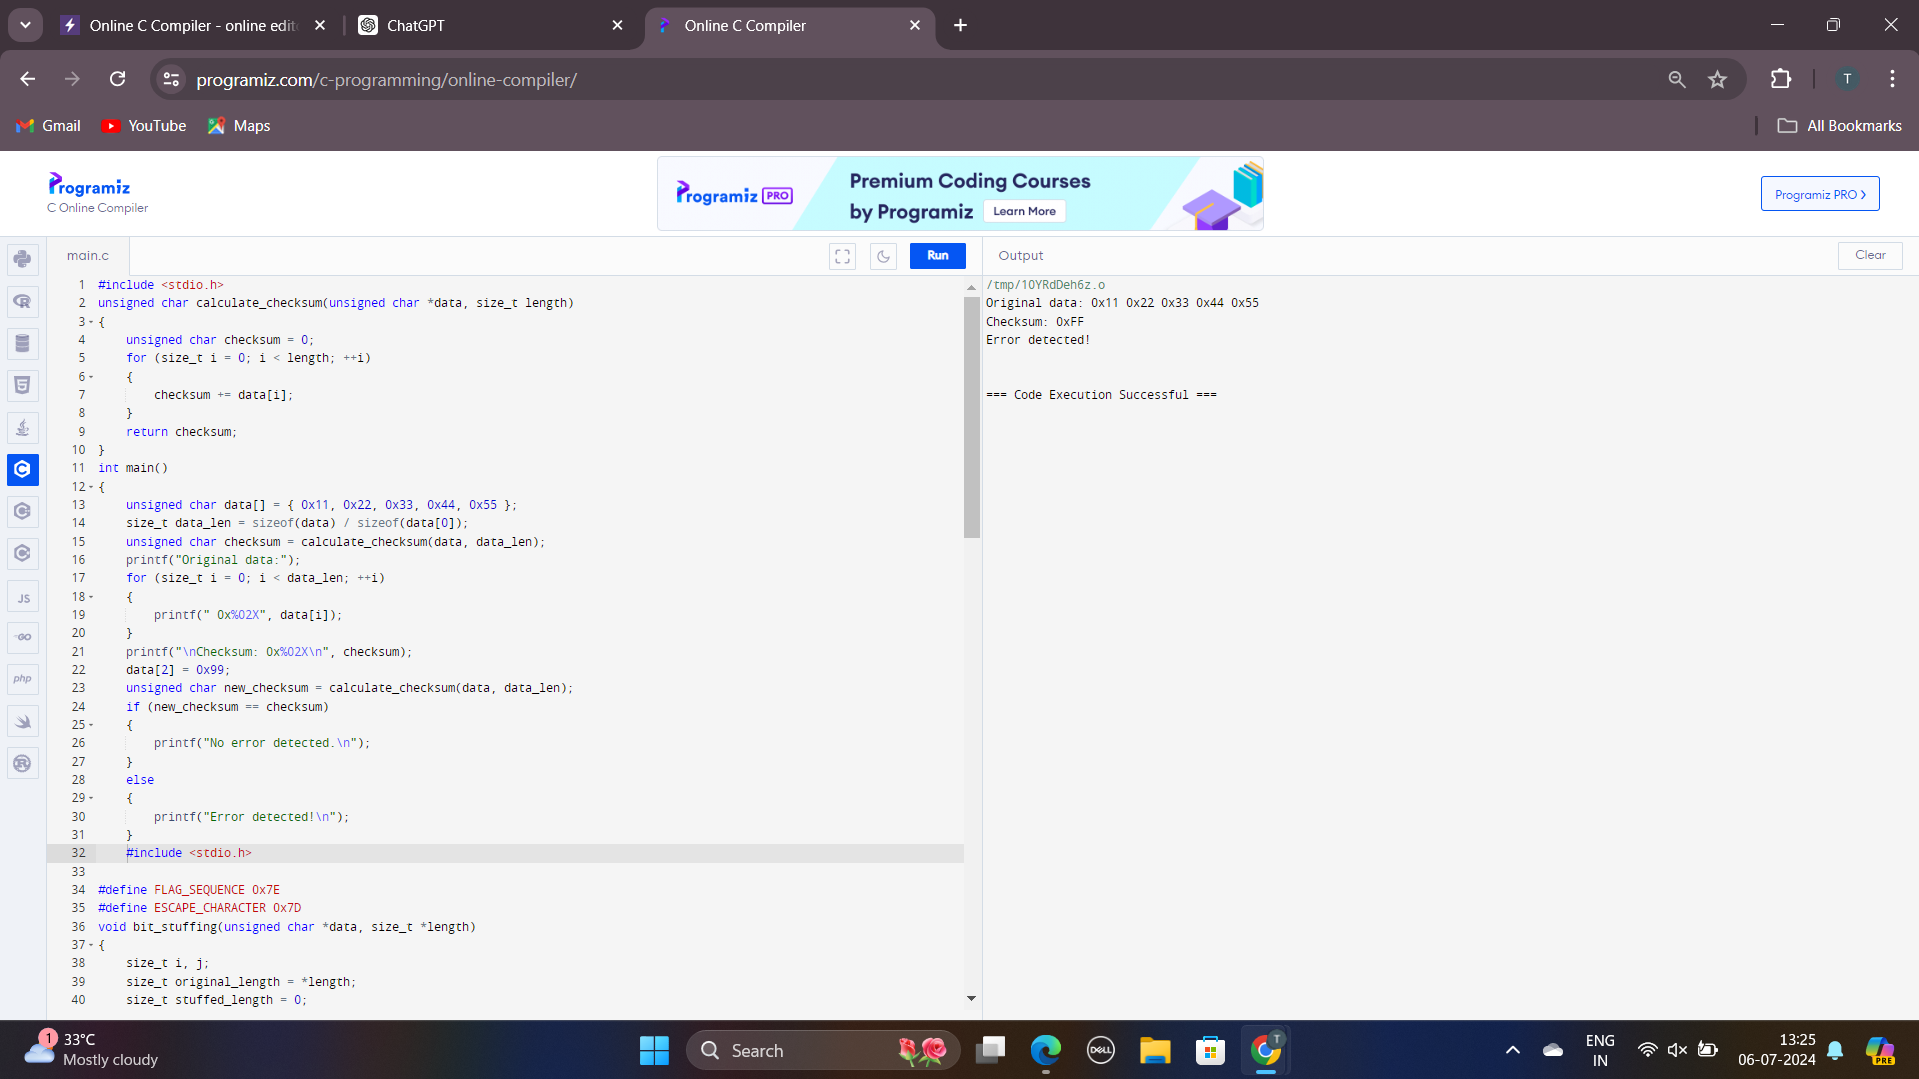 Online C Compiler - online edit
ChatGPT
Online C Compiler
programiz.com/c-programming/online-compiler/
T
Gmail
YouTube
Maps
All Bookmarks
Programiz
C Online Compiler
Programiz PRO
Premium Coding Courses
by Programiz
Learn More
Programiz PRO >
main.c
Run
Output
Clear
1 #include <stdio.h>
2 unsigned char calculate_checksum(unsigned char *data, size_t length)
3 {
4 unsigned char checksum = 0;
5 for (size_t i = 0; i < length; ++i)
6 {
7 checksum += data[i];
8 }
9 return checksum;
10 }
11 int main()
12 {
13 unsigned char data[] = { 0x11, 0x22, 0x33, 0x44, 0x55 };
14 size_t data_len = sizeof(data) / sizeof(data[0]);
15 unsigned char checksum = calculate_checksum(data, data_len);
16 printf("Original data:");
17 for (size_t i = 0; i < data_len; ++i)
18 {
19 printf(" 0x%02X", data[i]);
20 }
21 printf("\nChecksum: 0x%02X\n", checksum);
22 data[2] = 0x99;
23 unsigned char new_checksum = calculate_checksum(data, data_len);
24 if (new_checksum == checksum)
25 {
26 printf("No error detected.\n");
27 }
28 else
29 {
30 printf("Error detected!\n");
31 }
32 #include <stdio.h>
33
34 #define FLAG_SEQUENCE 0x7E
35 #define ESCAPE_CHARACTER 0x7D
36 void bit_stuffing(unsigned char *data, size_t *length)
37 {
38 size_t i, j;
39 size_t original_length = *length;
40 size_t stuffed_length = 0;
/tmp/1OYRdDeh6z.o
Original data: 0x11 0x22 0x33 0x44 0x55
Checksum: 0xFF
Error detected!
=== Code Execution Successful ===
JS
GO
php
1
33°C
Mostly cloudy
Search
DELL
T
ENG
IN
13:25
06-07-2024
PRE